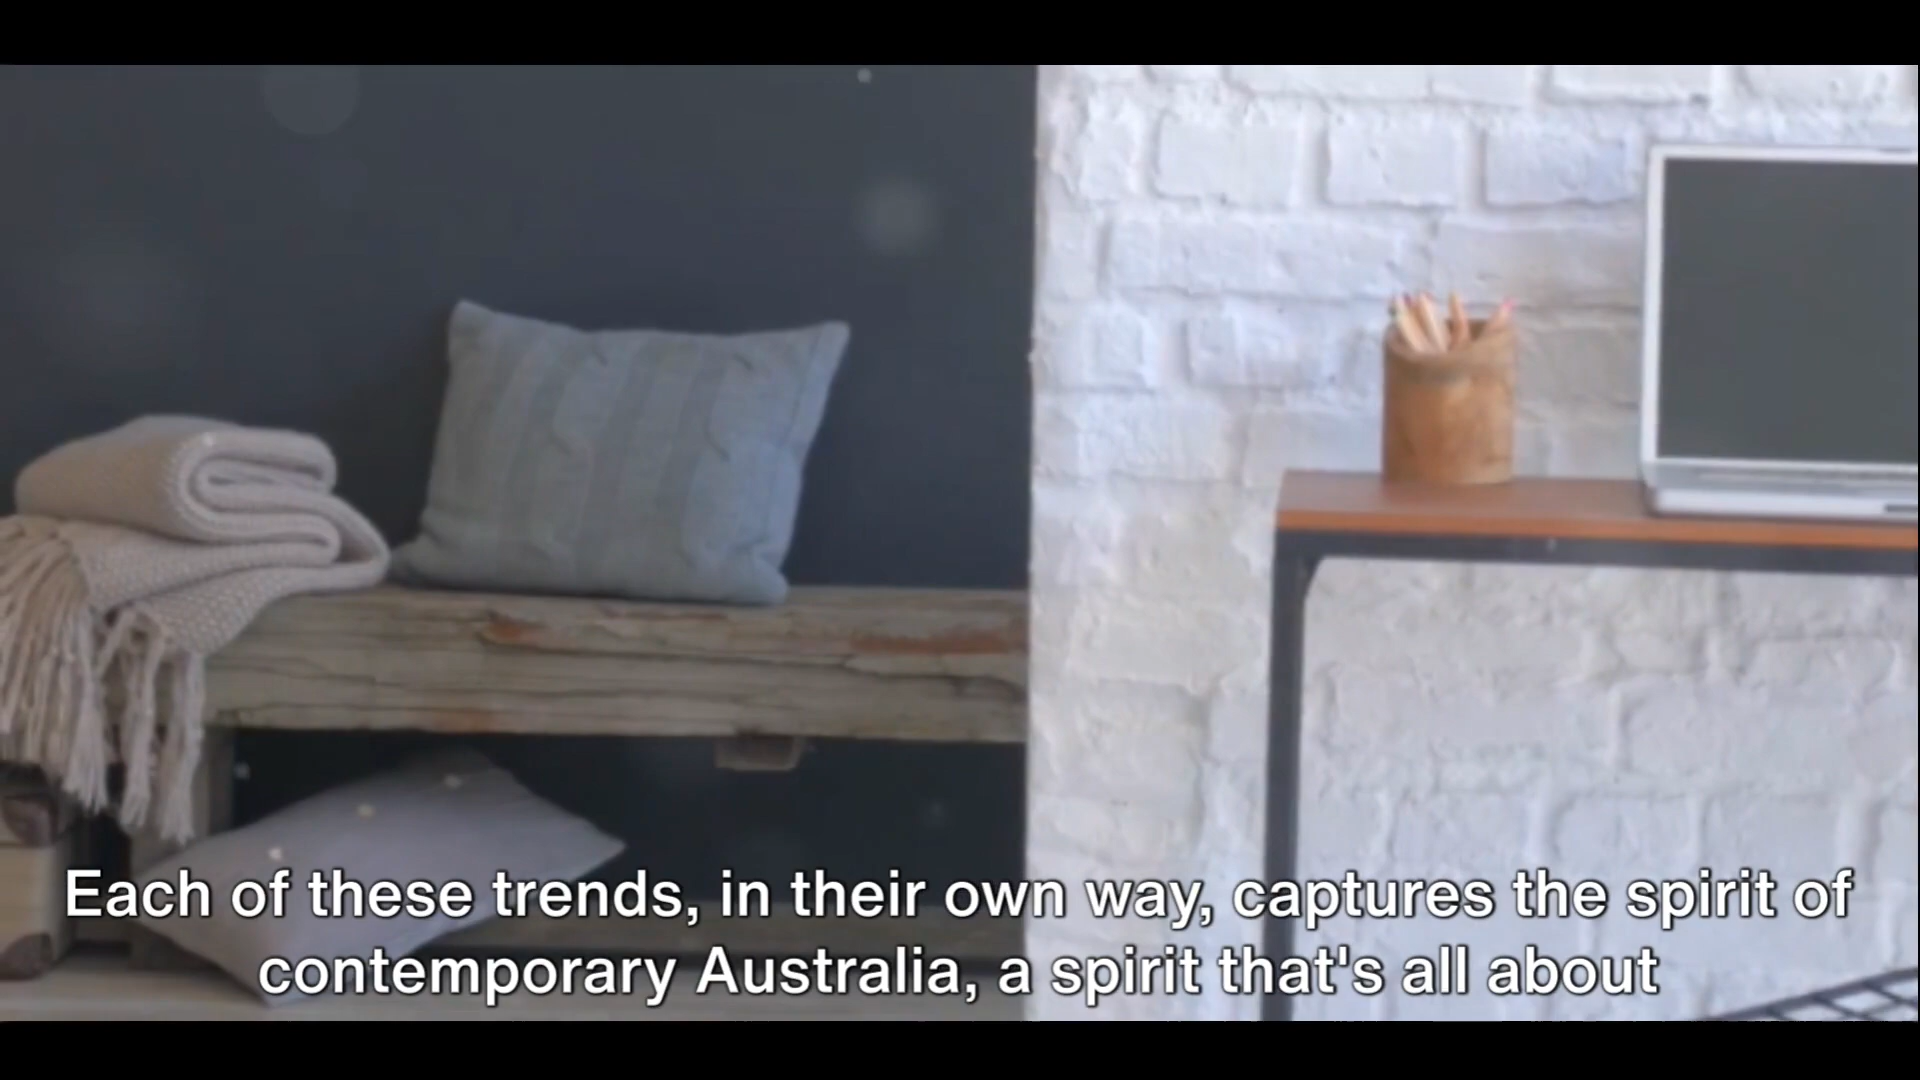 Each of these trends, in their own way, captures the spirit of
contemporary Australia, a spirit that's all about